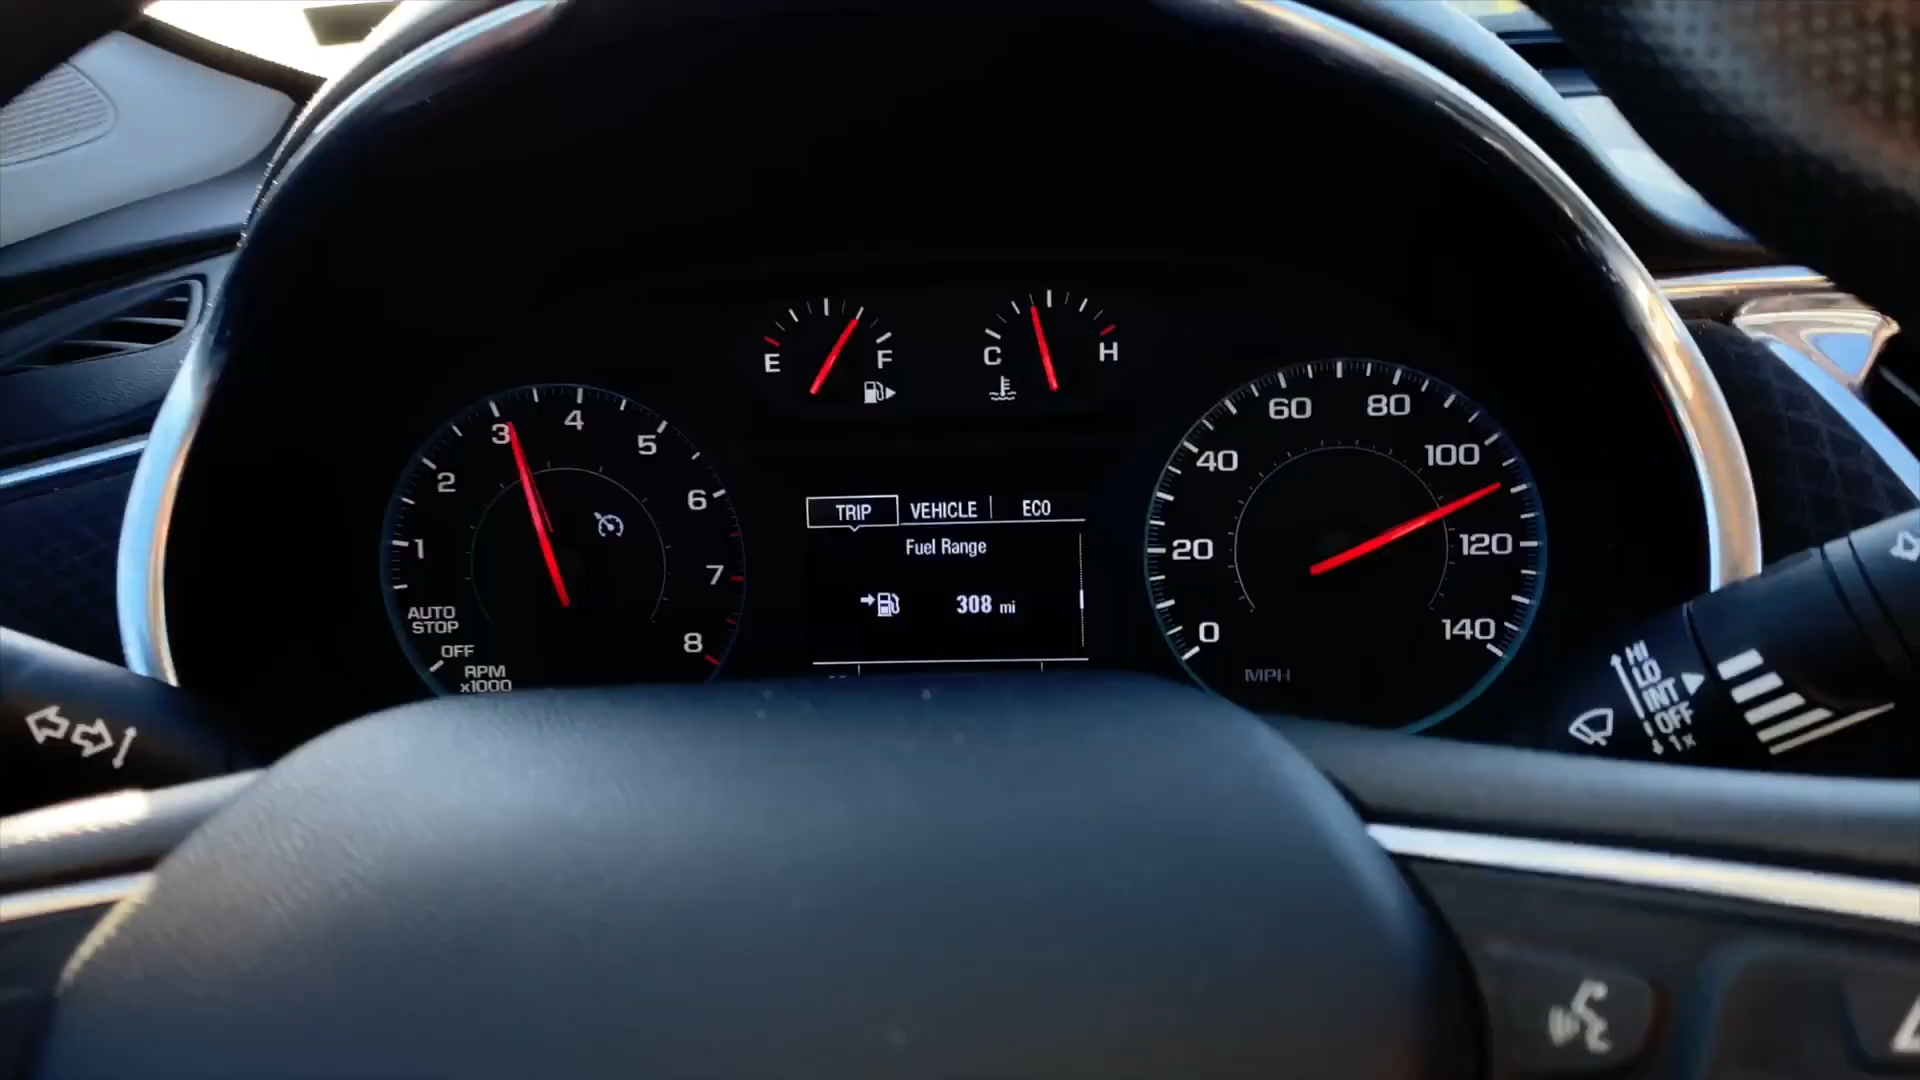 E
F
C
H
1
2
3
4
5
6
7
8
AUTO
STOP
OFF
RPM
x1000
TRIP
VEHICLE
ECO
Fuel Range
308 mi
0
20
40
60
80
100
120
140
MPH
HI
LO
INT
OFF
1x